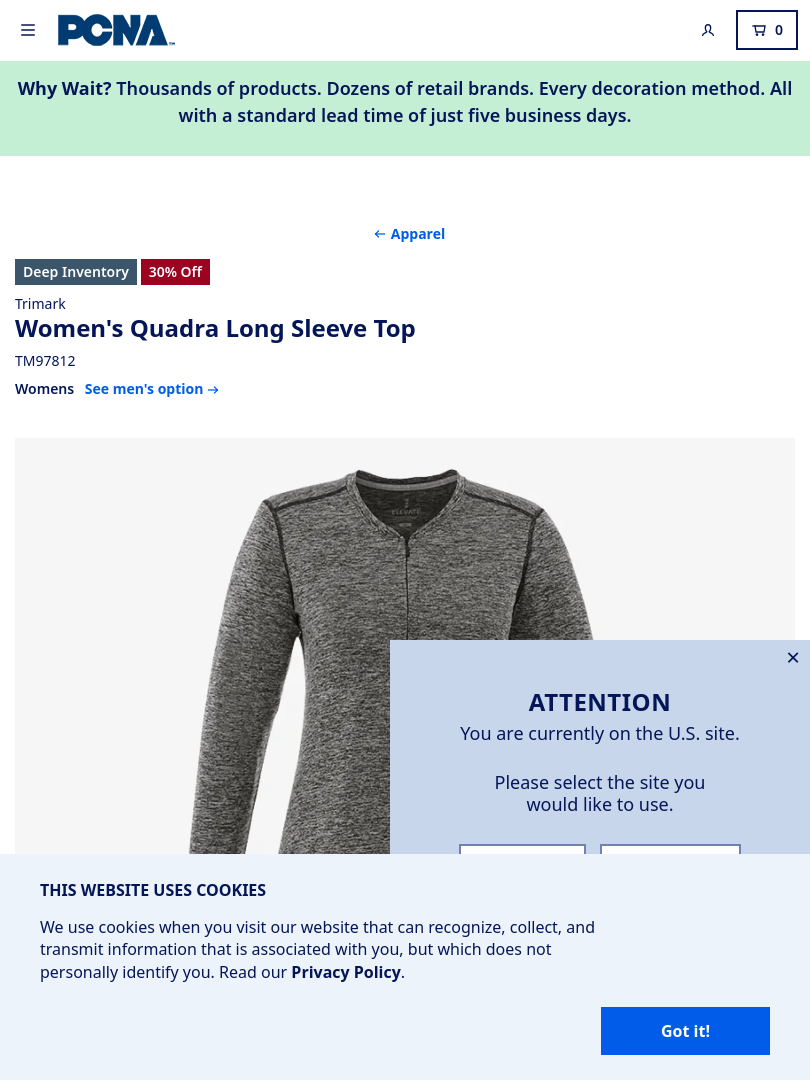 PCNA
0
Why Wait? Thousands of products. Dozens of retail brands. Every decoration method. All
with a standard lead time of just five business days.
← Apparel
Deep Inventory 30% Off
Trimark
Women's Quadra Long Sleeve Top
TM97812
Womens See men's option →
ELEVATE
ATTENTION
You are currently on the U.S. site.
Please select the site you
would like to use.
THIS WEBSITE USES COOKIES
We use cookies when you visit our website that can recognize, collect, and
transmit information that is associated with you, but which does not
personally identify you. Read our Privacy Policy.
Got it!